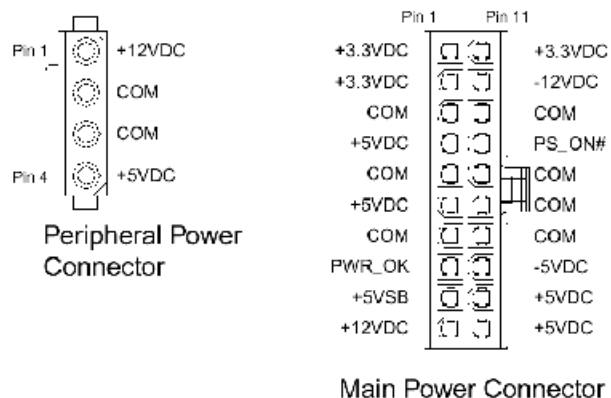 Pin 1 +12VDC
COM
COM
Pin 4 +5VDC
Peripheral Power
Connector
Pin 1 Pin 11
+3.3VDC +3.3VDC
+3.3VDC -12VDC
COM COM
+5VDC PS_ON#
COM COM
+5VDC COM
COM COM
PWR_OK -5VDC
+5VSB +5VDC
+12VDC +5VDC
Main Power Connector